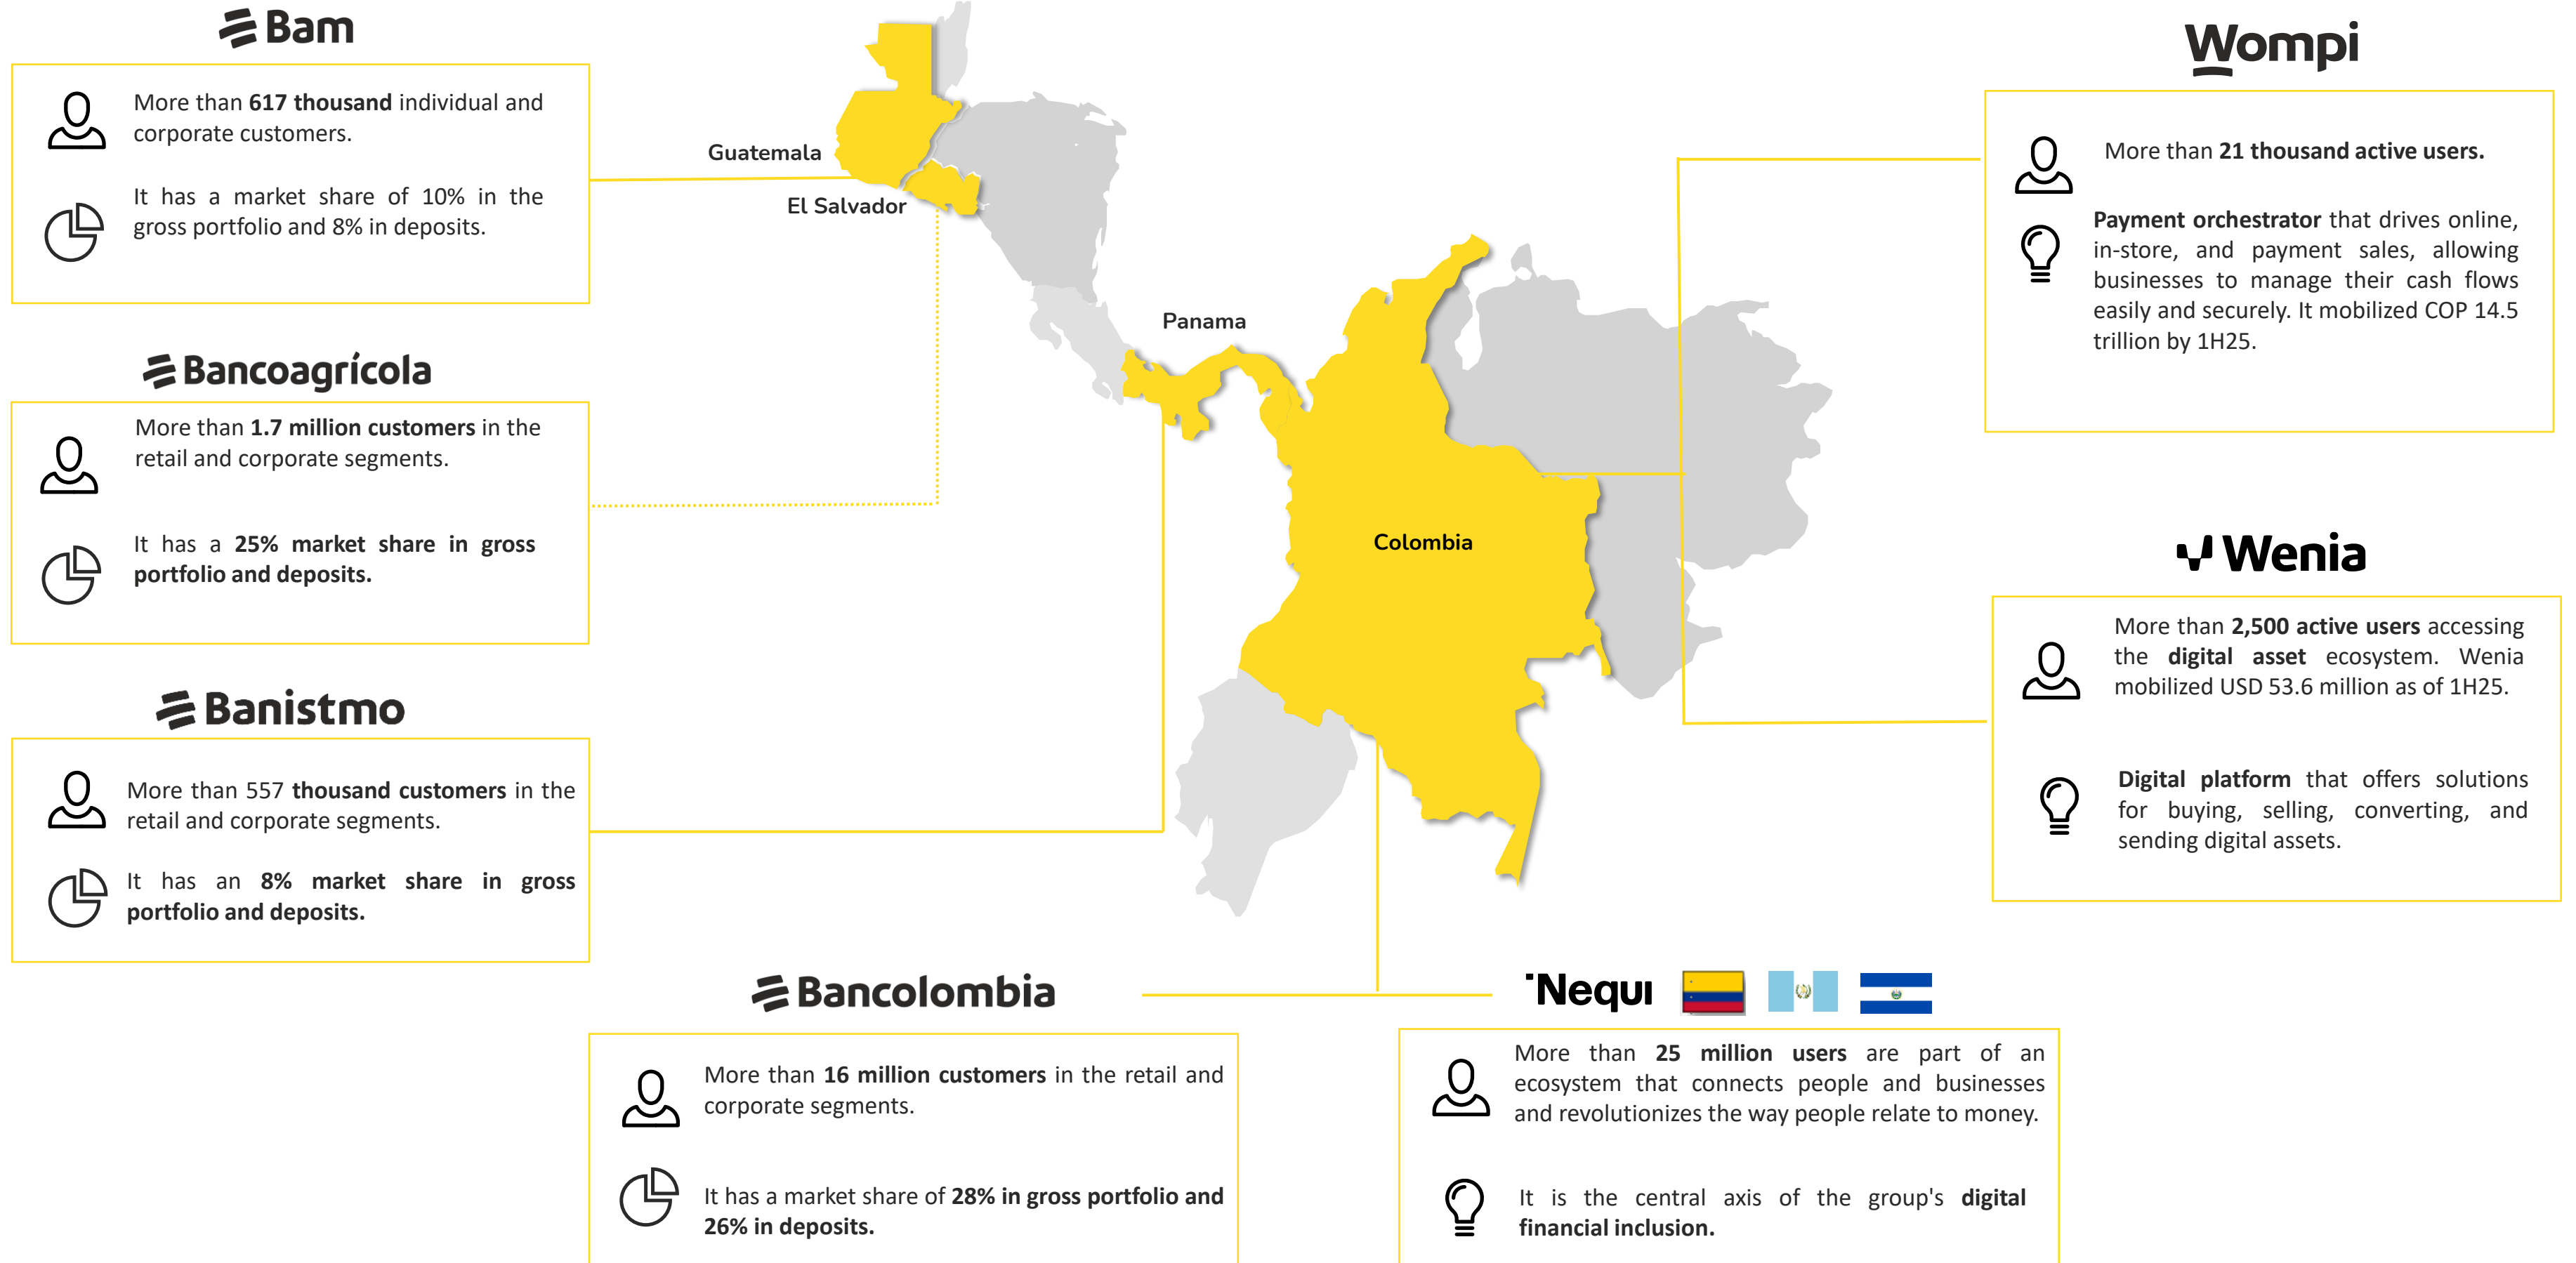 Bam
More than 617 thousand individual and
corporate customers.
It has a market share of 10% in the
gross portfolio and 8% in deposits.
Bancoagrícola
More than 1.7 million customers in the
retail and corporate segments.
It has a 25% market share in gross
portfolio and deposits.
Banistmo
More than 557 thousand customers in the
retail and corporate segments.
It has an 8% market share in gross
portfolio and deposits.
Guatemala
El Salvador
Panama
Colombia
Wompi
More than 21 thousand active users.
Payment orchestrator that drives online,
in-store, and payment sales, allowing
businesses to manage their cash flows
easily and securely. It mobilized COP 14.5
trillion by 1H25.
Wenia
More than 2,500 active users accessing
the digital asset ecosystem. Wenia
mobilized USD 53.6 million as of 1H25.
Digital platform that offers solutions
for buying, selling, converting, and
sending digital assets.
Bancolombia
More than 16 million customers in the retail and
corporate segments.
It has a market share of 28% in gross portfolio and
26% in deposits.
Nequi
More than 25 million users are part of an
ecosystem that connects people and businesses
and revolutionizes the way people relate to money.
It is the central axis of the group's digital
financial inclusion.